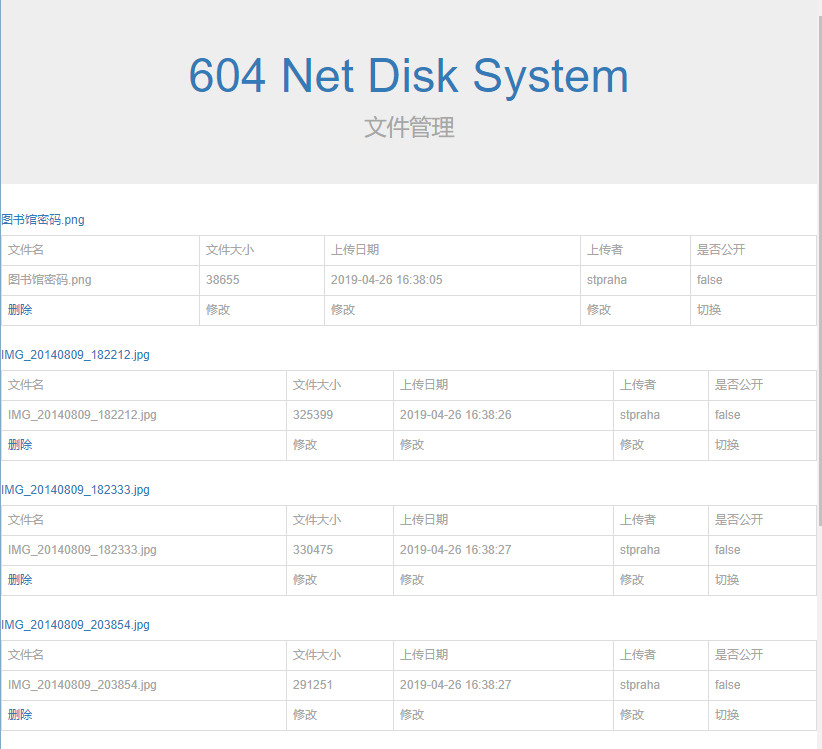 604 Net Disk System
文件管理
图书馆密码.png
文件名 文件大小 上传日期 上传者 是否公开
图书馆密码.png 38655 2019-04-26 16:38:05 stpraha false
删除 修改 修改 修改 切换
IMG_20140809_182212.jpg
文件名 文件大小 上传日期 上传者 是否公开
IMG_20140809_182212.jpg 325399 2019-04-26 16:38:26 stpraha false
删除 修改 修改 修改 切换
IMG_20140809_182333.jpg
文件名 文件大小 上传日期 上传者 是否公开
IMG_20140809_182333.jpg 330475 2019-04-26 16:38:27 stpraha false
删除 修改 修改 修改 切换
IMG_20140809_203854.jpg
文件名 文件大小 上传日期 上传者 是否公开
IMG_20140809_203854.jpg 291251 2019-04-26 16:38:27 stpraha false
删除 修改 修改 修改 切换